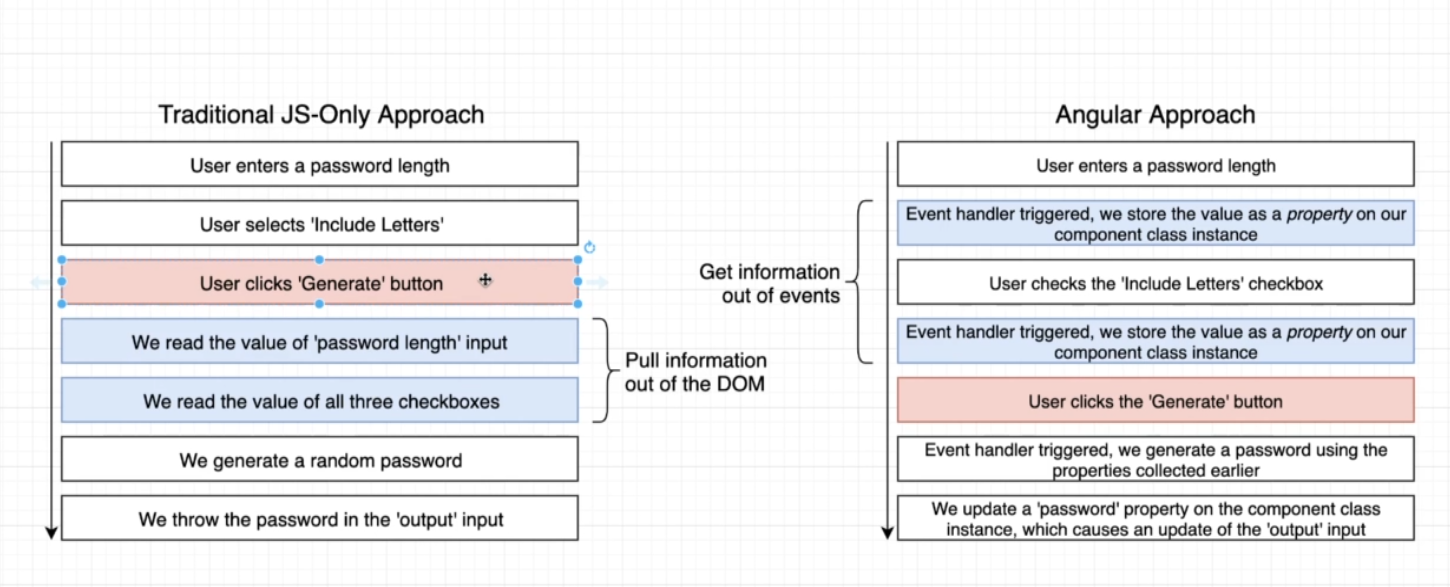 Traditional JS-Only Approach
User enters a password length
User selects 'Include Letters'
User clicks 'Generate' button
We read the value of 'password length' input
We read the value of all three checkboxes
Pull information
out of the DOM
We generate a random password
We throw the password in the 'output' input
Angular Approach
User enters a password length
Event handler triggered, we store the value as a property on our
component class instance
User checks the 'Include Letters' checkbox
Event handler triggered, we store the value as a property on our
component class instance
Get information
out of events
User clicks the 'Generate' button
Event handler triggered, we generate a password using the
properties collected earlier
We update a 'password' property on the component class
instance, which causes an update of the 'output' input